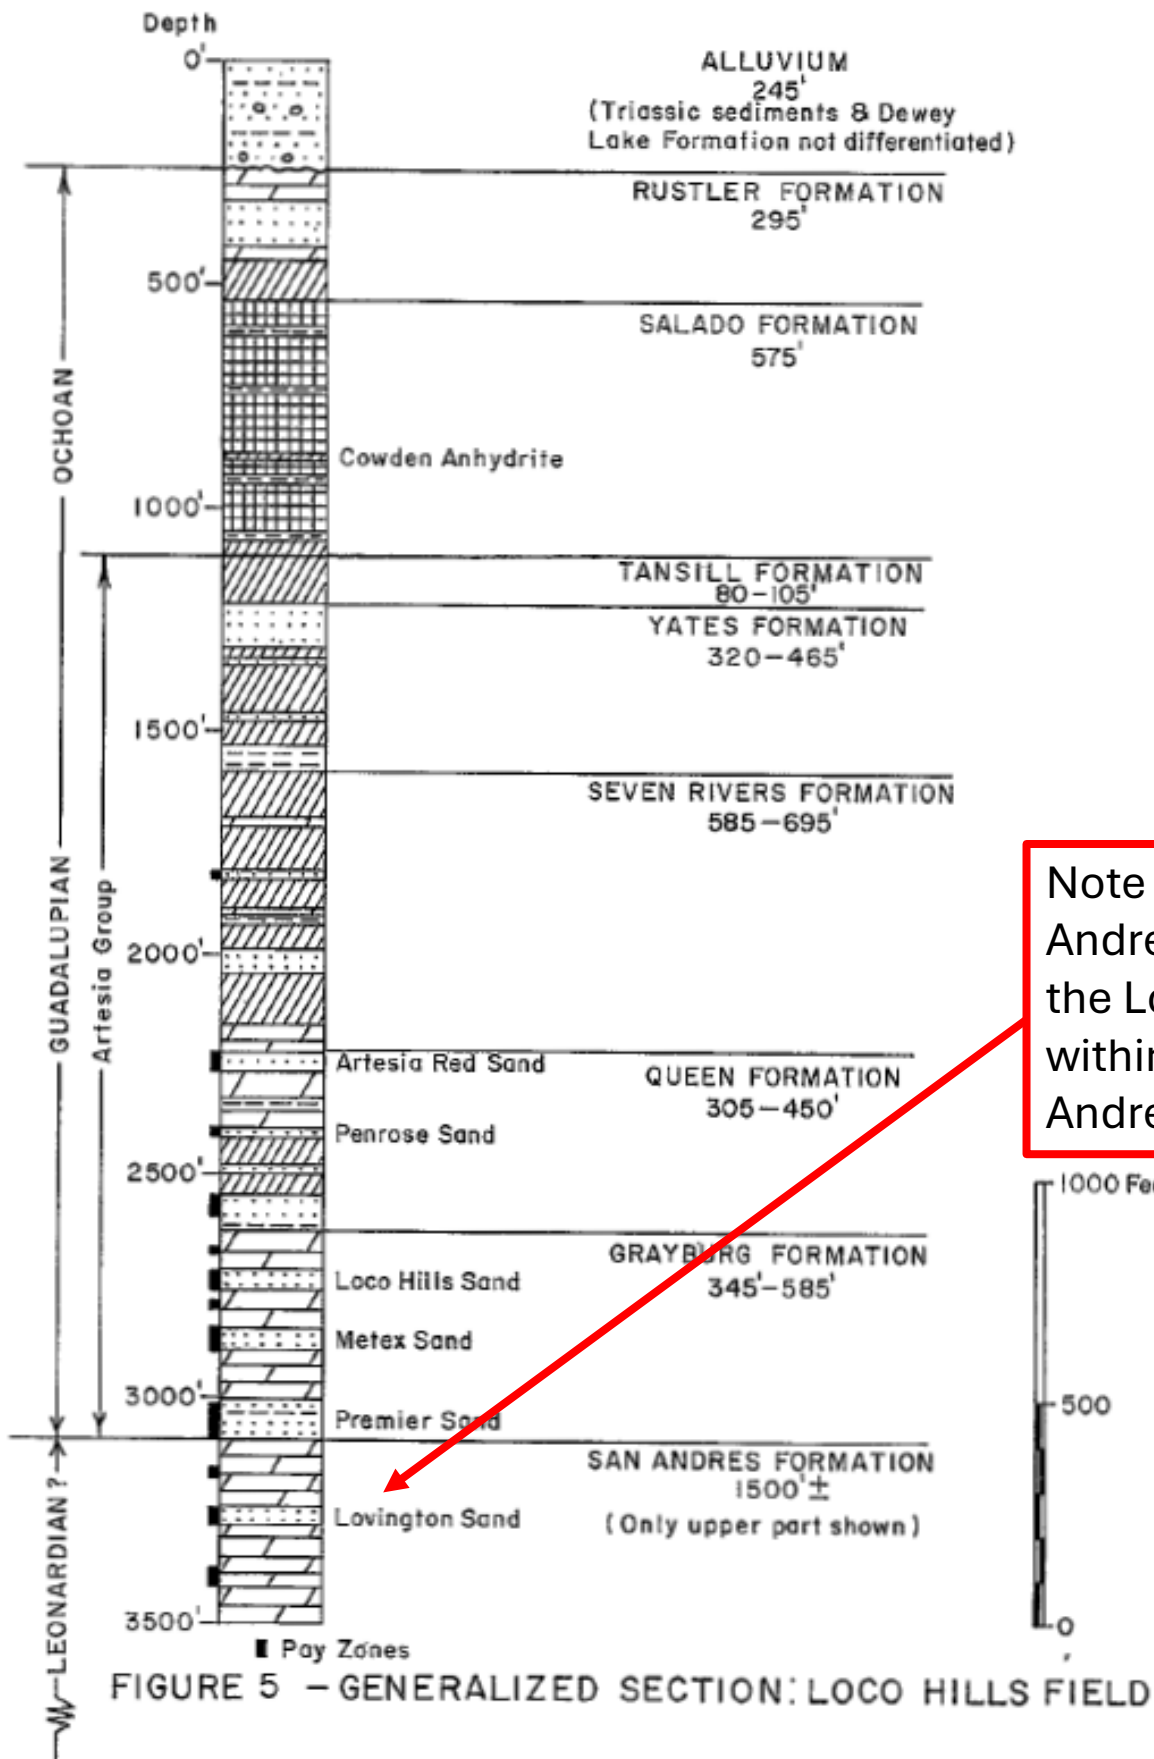 Depth
0'
ALLUVIUM
245'
(Triassic sediments & Dewey
Lake Formation not differentiated)
RUSTLER FORMATION
295'
500'
SALADO FORMATION
575'
OCHOAN
Cowden Anhydrite
1000'
TANSILL FORMATION
80-105'
YATES FORMATION
320-465'
1500'
SEVEN RIVERS FORMATION
585-695'
GUADALUPIAN
Artesia Group
2000'
Note
Andre
the Lo
within
Andre
Artesia Red Sand
QUEEN FORMATION
305-450'
Penrose Sand
2500'
1000 Fee
GRAYBURG FORMATION
345'-585'
Loco Hills Sand
Metex Sand
3000'
500
Premier Sand
SAN ANDRES FORMATION
1500'±
(Only upper part shown)
Lovington Sand
LEONARDIAN ?
3500'
0
Pay Zones
FIGURE 5 - GENERALIZED SECTION: LOCO HILLS FIELD